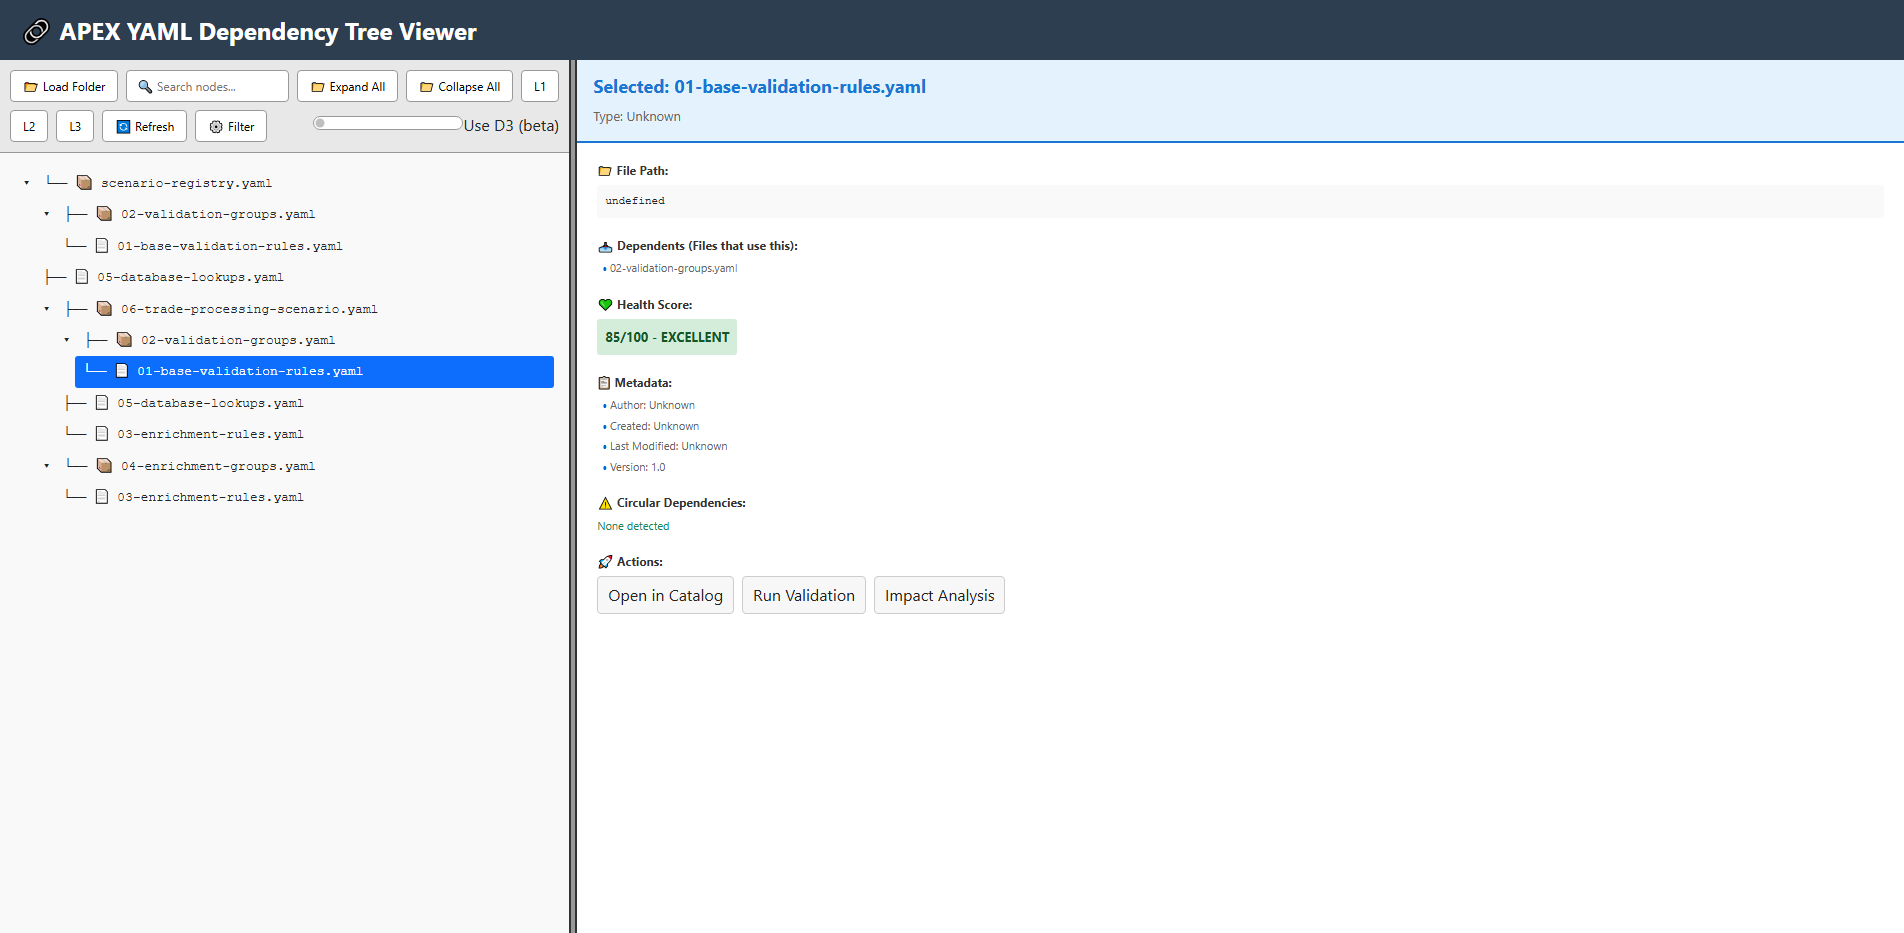 APEX YAML Dependency Tree Viewer
Load Folder
Search nodes...
Expand All
Collapse All
L1
L2
L3
Refresh
Filter
Use D3 (beta)
scenario-registry.yaml
02-validation-groups.yaml
01-base-validation-rules.yaml
05-database-lookups.yaml
06-trade-processing-scenario.yaml
02-validation-groups.yaml
01-base-validation-rules.yaml
05-database-lookups.yaml
03-enrichment-rules.yaml
04-enrichment-groups.yaml
03-enrichment-rules.yaml
Selected: 01-base-validation-rules.yaml
Type: Unknown
File Path:
undefined
Dependents (Files that use this):
• 02-validation-groups.yaml
Health Score:
85/100 - EXCELLENT
Metadata:
• Author: Unknown
• Created: Unknown
• Last Modified: Unknown
• Version: 1.0
Circular Dependencies:
None detected
Actions:
Open in Catalog
Run Validation
Impact Analysis